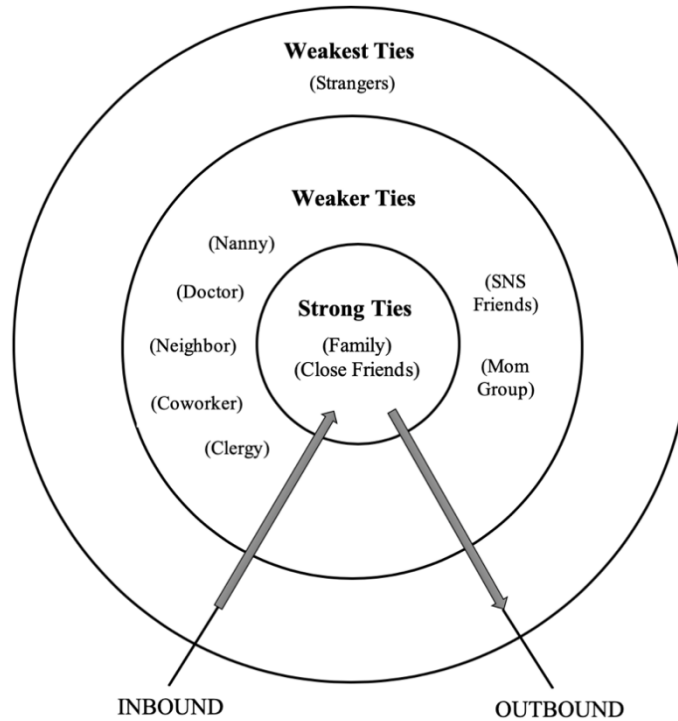 Weakest Ties
(Strangers)
Weaker Ties
(Nanny)
(Doctor)
(Neighbor)
(Coworker)
(Clergy)
Strong Ties
(Family)
(Close Friends)
(SNS
Friends)
(Mom
Group)
INBOUND
OUTBOUND